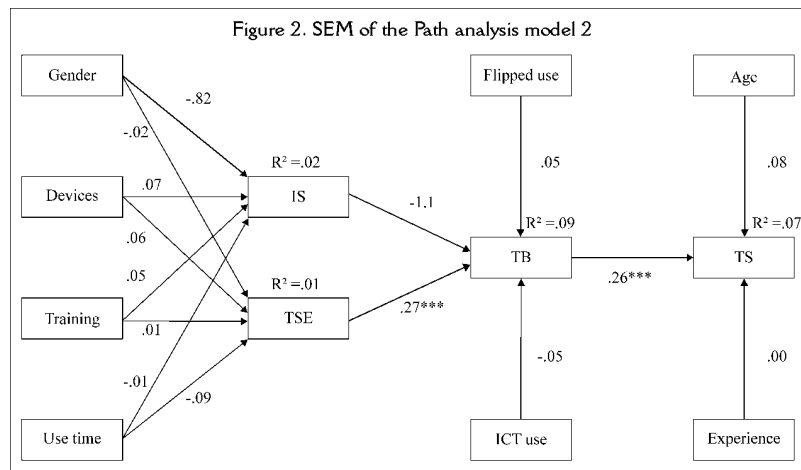 Figure 2. SEM of the Path analysis model 2
Gender
Flipped use
Age
-.82
-.02
R² =.02
.05
.08
Devices
.07
IS
-1.1
R² =.09
R² =.07
.06
TB
.26***
TS
.05
R² =.01
Training
.01
TSE
.27***
-.01
-.09
-.05
.00
Use time
ICT use
Experience